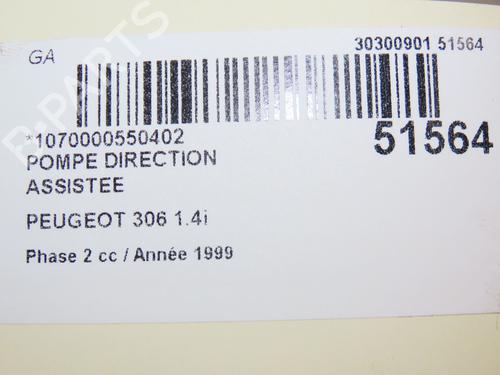 GA
30300901 51564
*1070000550402
51564
POMPE DIRECTION
ASSISTEE
PEUGEOT 306 1.4i
Phase 2 cc / Année 1999